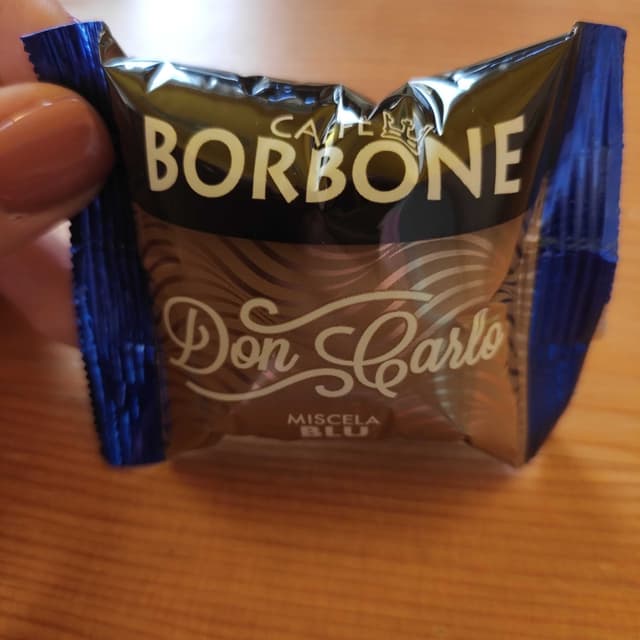 CAFFÈ
BORBONE
Don Carlo
MISCELA
BLU